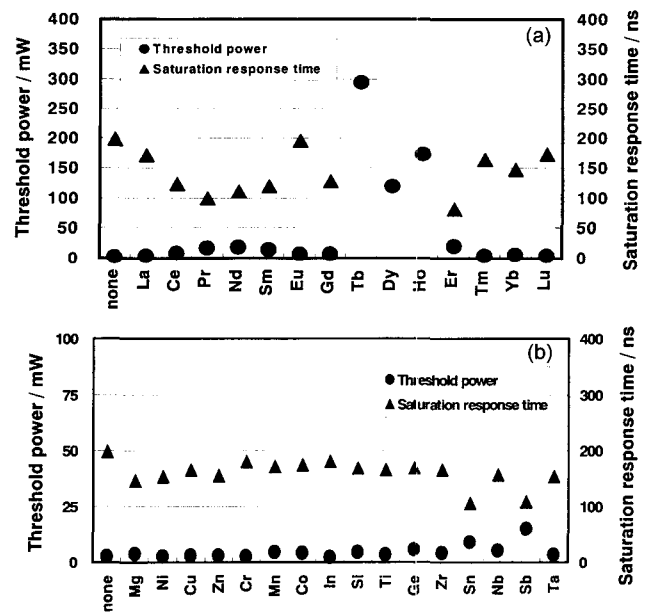 (a)
Threshold power
Saturation response time
Threshold power / mW
400
350
300
250
200
150
100
50
0
400
350
300
250
200
150
100
50
0
Saturation response time / ns
none La Ce Pr Nd Sm Eu Gd Tb Dy Ho Er Tm Yb Lu
(b)
Threshold power
Saturation response time
Threshold power / mW
100
75
50
25
0
400
300
200
100
0
Saturation response time / ns
none Mg Ni Cu Zn Cr Mn Co In Si Ti Ge Zr Sn Nb Sb Ta